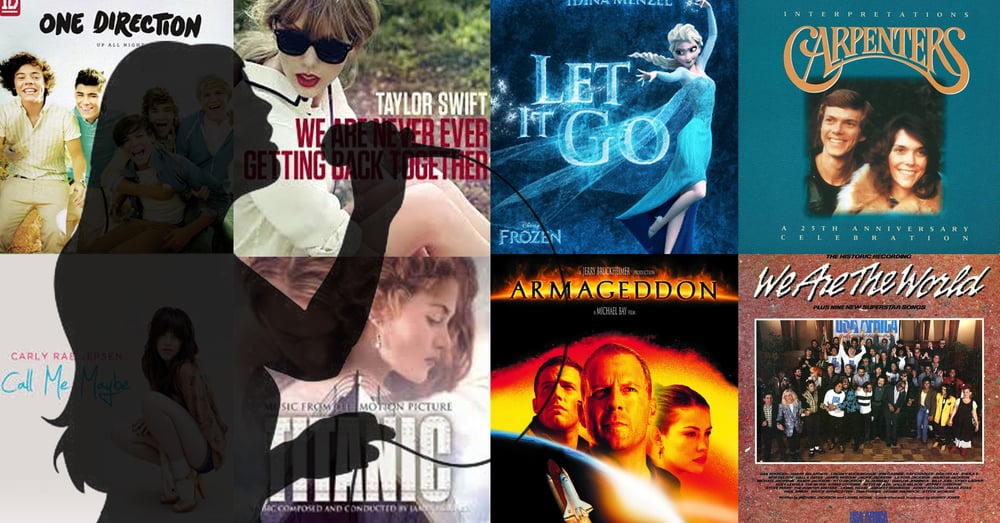 1D
ONE DIRECTION
UP ALL NIGHT
TAYLOR SWIFT
WE ARE NEVER EVER
GETTING BACK TOGETHER
IDINA MENZEL
LET
IT GO
Disney
FROZEN
INTERPRETATIONS
CARPENTERS
A 25TH ANNIVERSARY
CELEBRATION
CARLY RAE JEPSEN
Call Me Maybe
MUSIC FROM THE MOTION PICTURE
TITANIC
MUSIC COMPOSED AND CONDUCTED BY JAMES
A JERRY BRUCKHEIMER PRODUCTION
ARMAGEDDON
A MICHAEL BAY FILM
THE HISTORIC RECORDING
We Are The World
PLUS NINE NEW SUPERSTAR SONGS
USA AFRICA
USA AFRICA